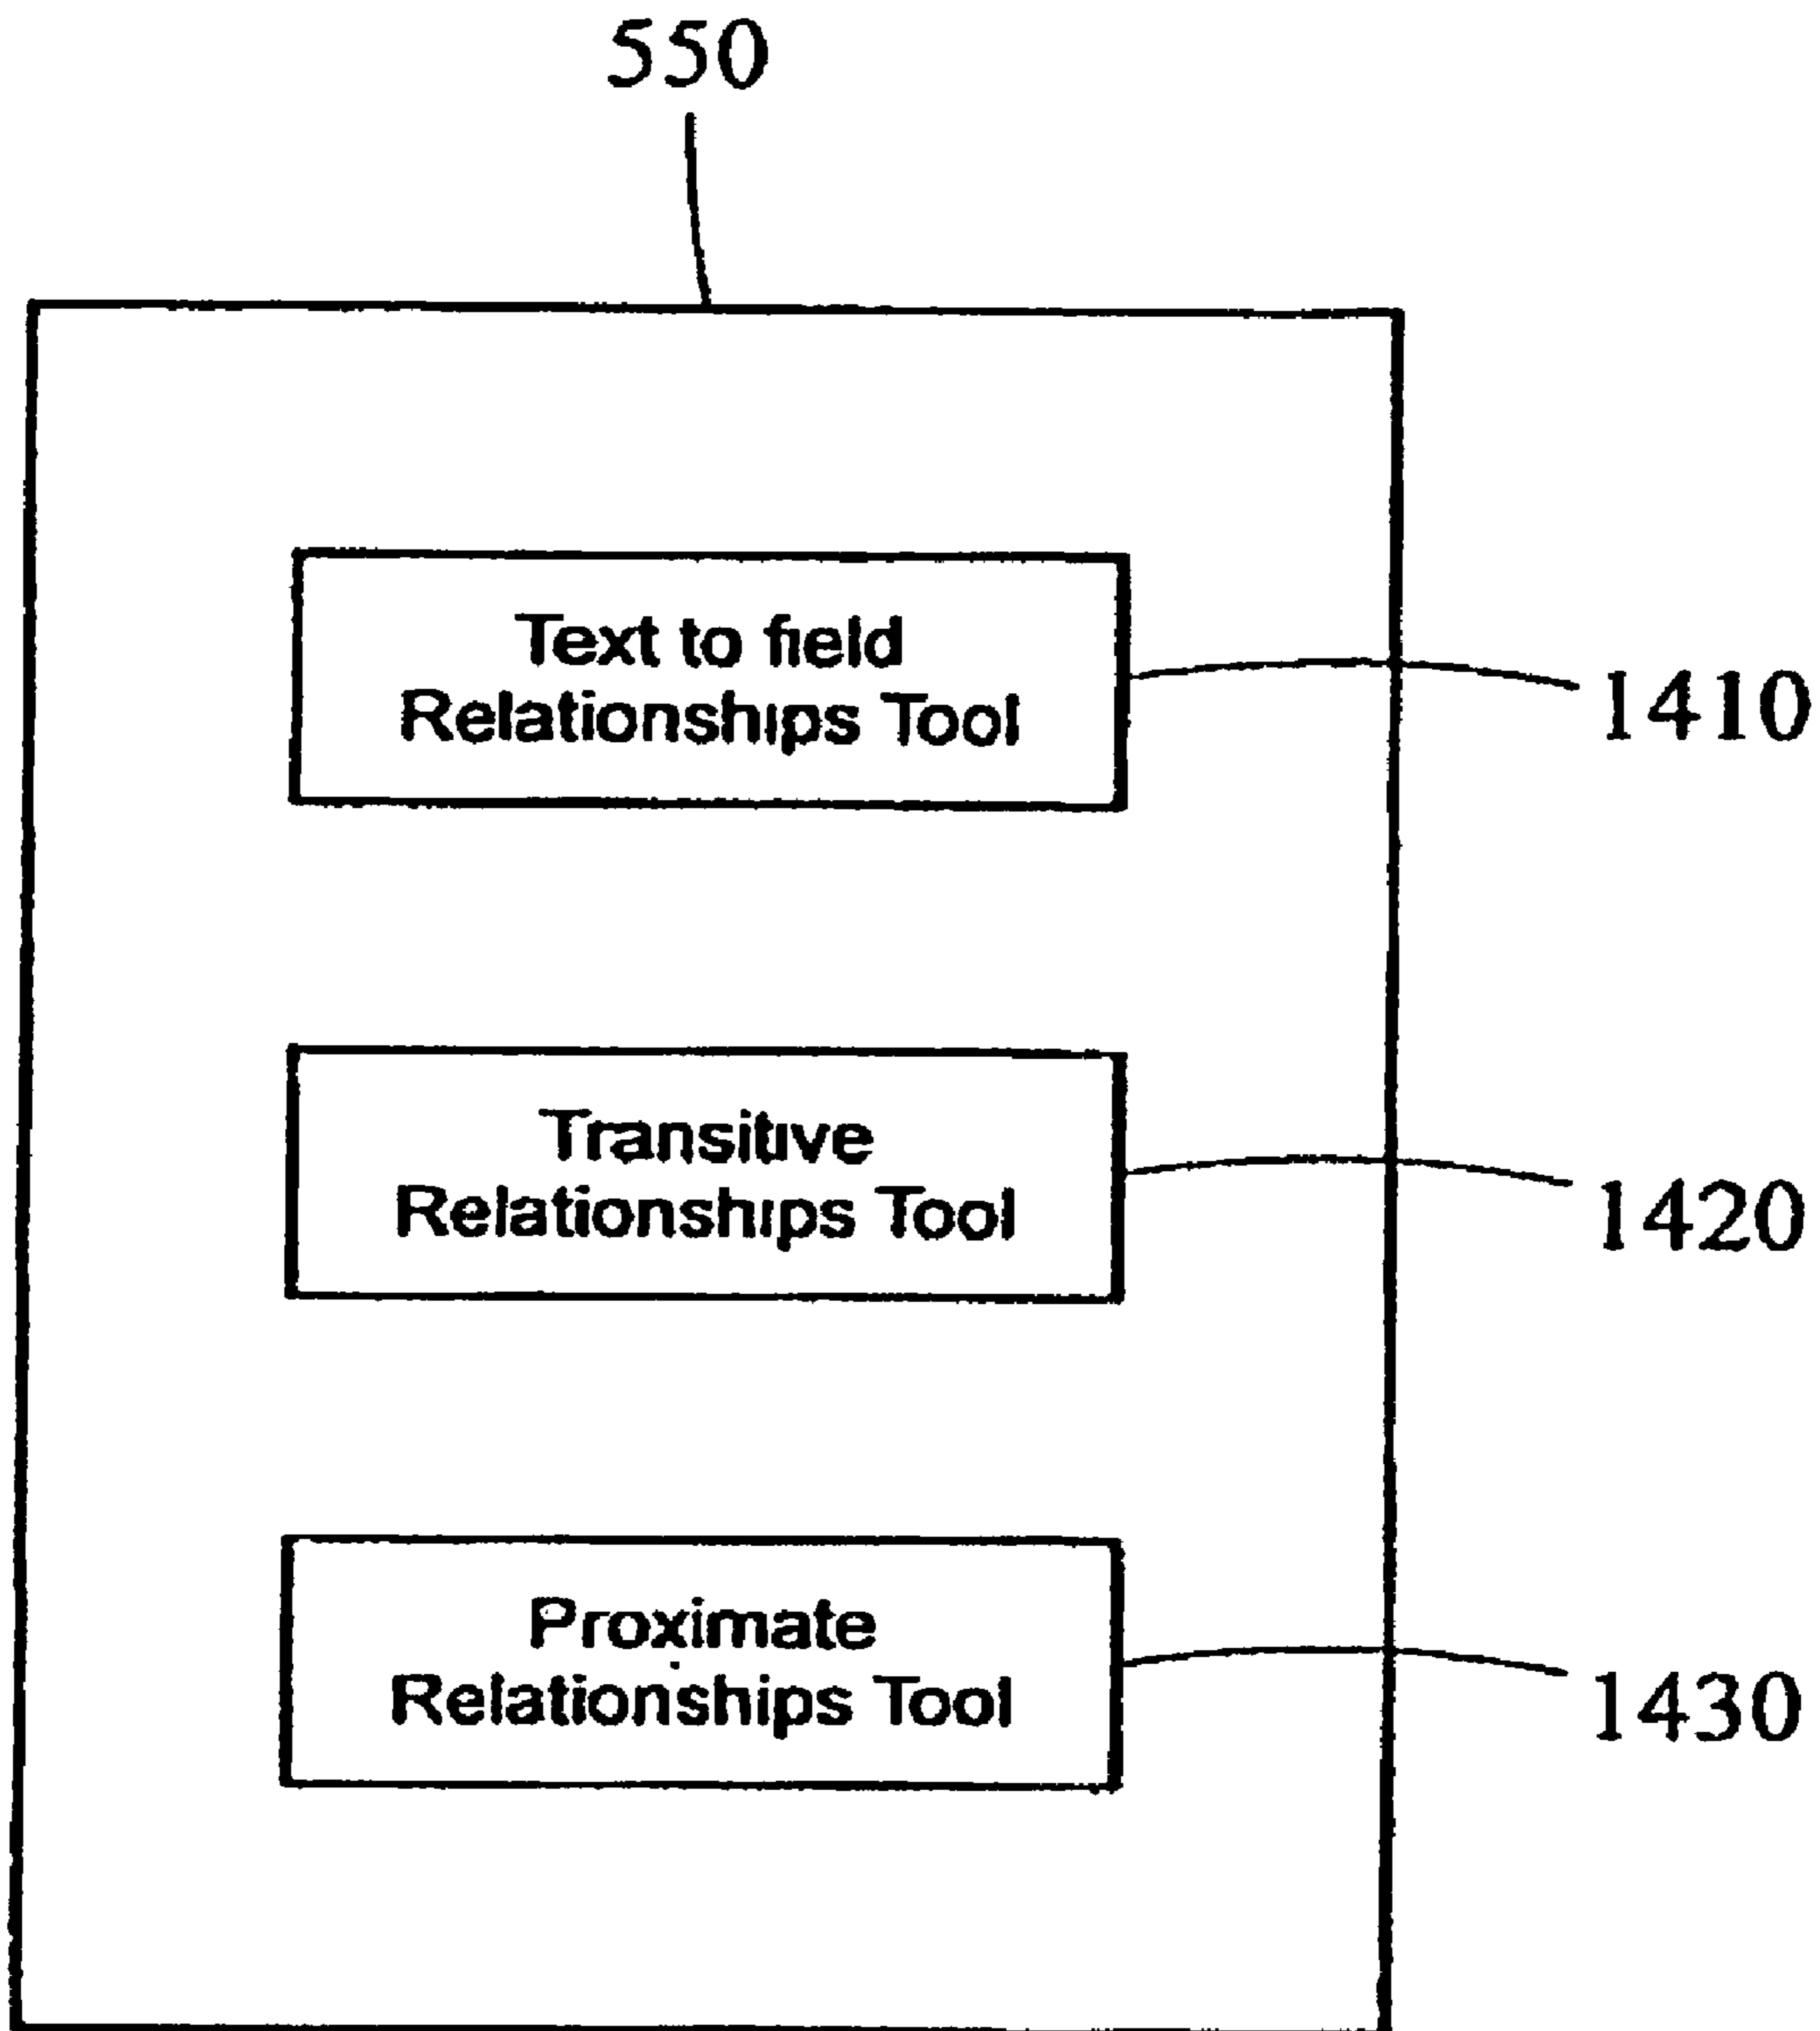 550
Text to field
Relationships Tool
1410
Transitive
Relationships Tool
1420
Proximate
Relationships Tool
1430